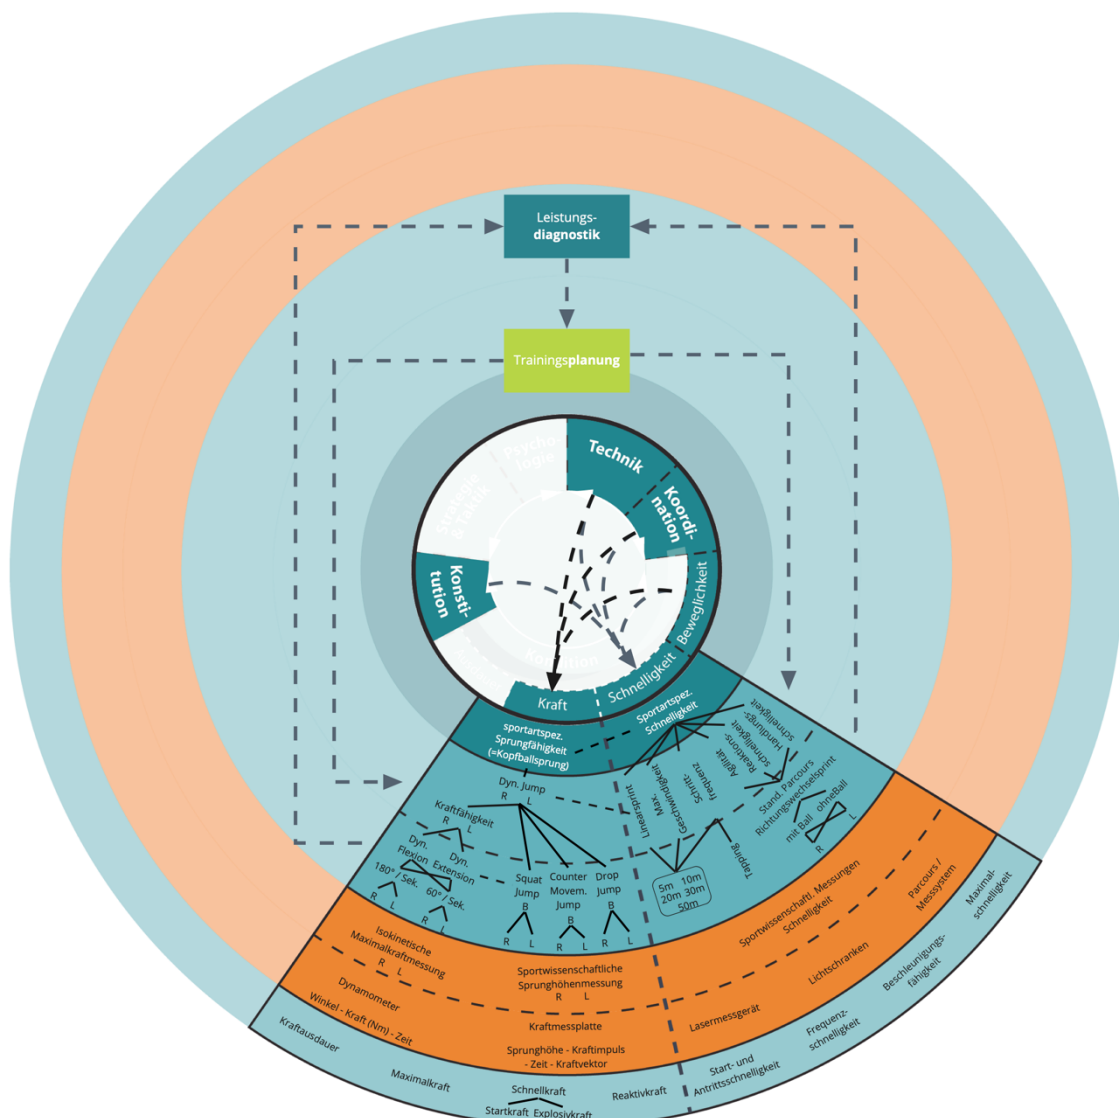 Leistungs-
diagnostik
Trainingsplanung
Psycho-
logie
Technik
Strategie
& Taktik
Koordi-
nation
Konsti-
tution
Beweglichkeit
Kondition
Schnelligkeit
Kraft
sportartspez.
Sprungfähigkeit
(=Kopfballsprung)
Sportartspez.
Schnelligkeit
Dyn. Jump
R L
Kraftfähigkeit
R L
Dyn. Dyn.
Flexion Extension
180° / Sek. 60° / Sek.
R L R L
Squat
Jump
B
R L
Counter
Movem.
Jump
B
R L
Drop
Jump
B
R L
Linearsprint
Max.
Geschwindigkeit
Schritt-
frequenz
Agilität
Reaktions-
schnelligkeit
Handlungs-
schnelligkeit
5m 10m
20m 30m
50m
Tapping
Stand. Parcours
Richtungswechselsprint
mit Ball ohneBall
R L
Isokinetische
Maximalkraftmessung
R L
Dynamometer
Winkel - Kraft (Nm) - Zeit
Sportwissenschaftliche
Sprunghöhenmessung
R L
Kraftmessplatte
Sprunghöhe - Kraftimpuls
- Zeit - Kraftvektor
Sportwissenschaftl. Messungen
Schnelligkeit
Lasermessgerät
Lichtschranken
Parcours /
Messsystem
Kraftausdauer
Maximalkraft
Schnellkraft
Startkraft Explosivkraft
Reaktivkraft
Start- und
Antrittsschnelligkeit
Frequenz-
schnelligkeit
Beschleunigungs-
fähigkeit
Maximal-
schnelligkeit